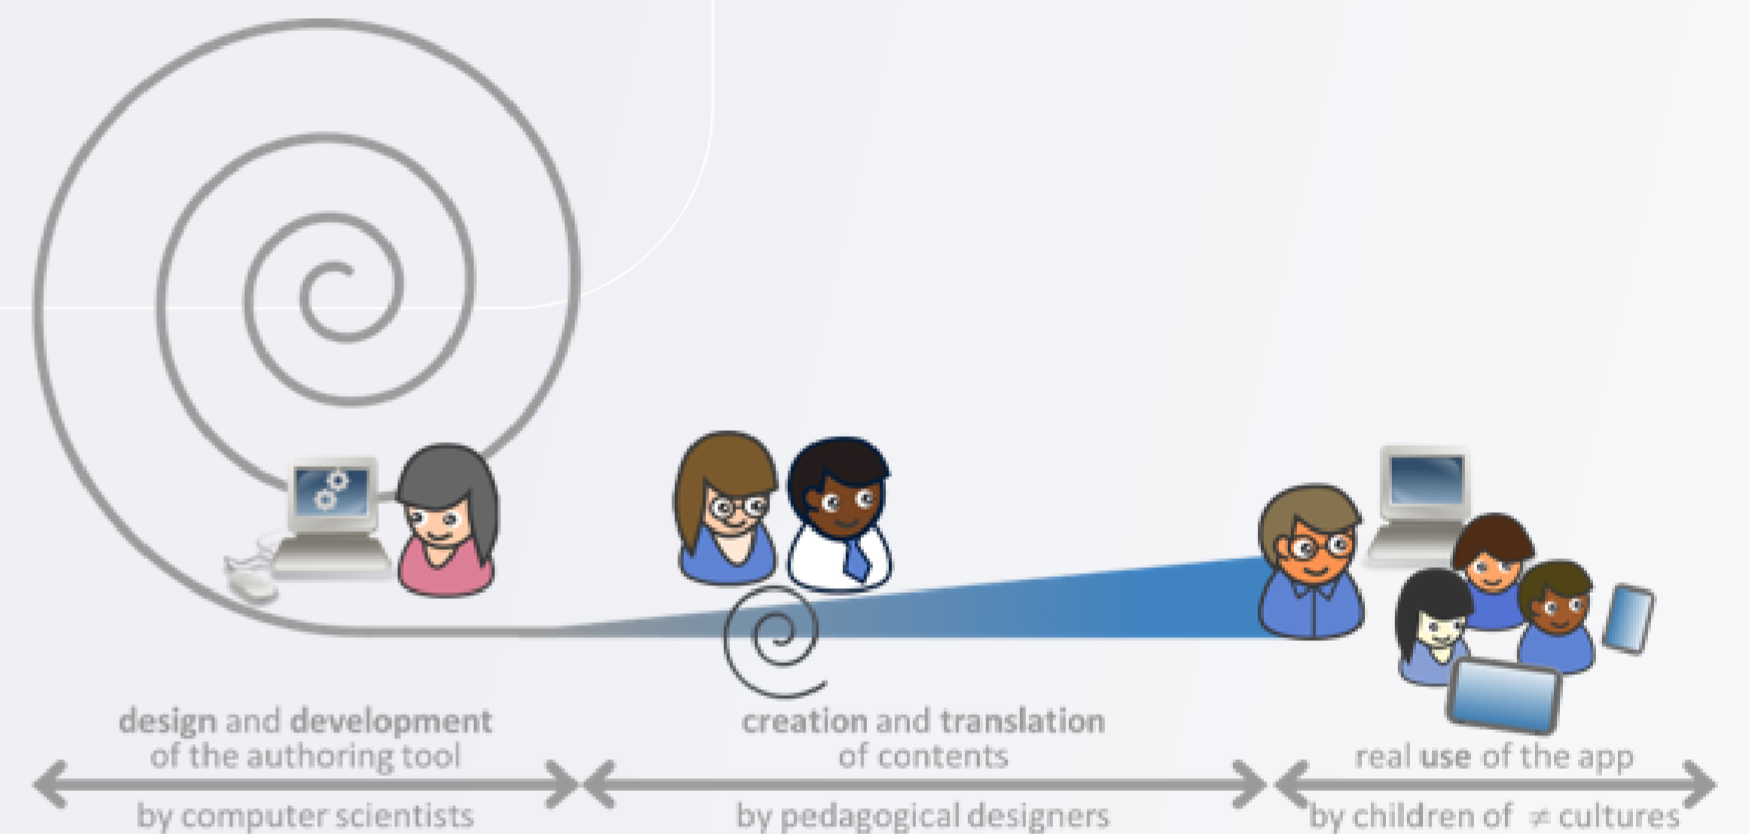 design and development
of the authoring tool
by computer scientists
creation and translation
of contents
by pedagogical designers
real use of the app
by children of ≠ cultures